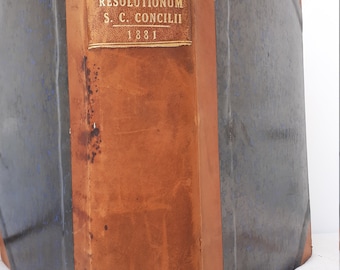 RESOLUTIONUM
S. C. CONCILII
1881